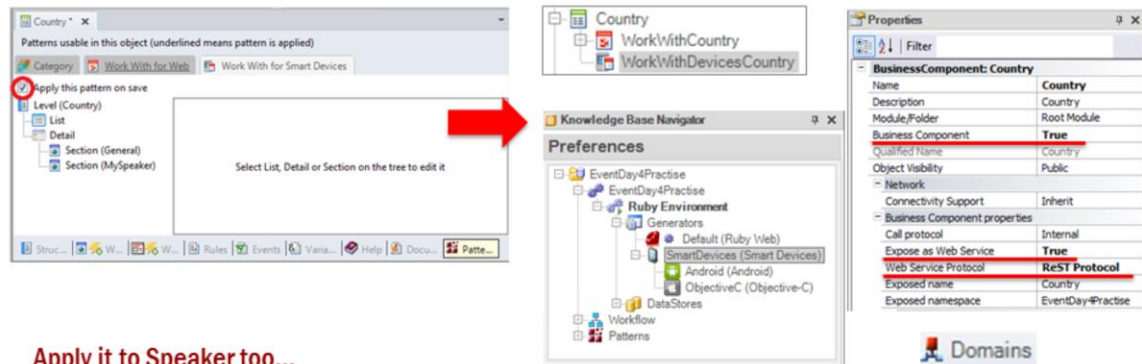 Country *
Patterns usable in this object (underlined means pattern is applied)
Category Work With for Web Work With for Smart Devices
Apply this pattern on save
Level (Country)
List
Detail
Section (General)
Section (MySpeaker)
Select List, Detail or Section on the tree to edit it
Struc... W... W... Rules Events Varia... Help Docu... Patte...
Country
WorkWithCountry
WorkWithDevicesCountry
Knowledge Base Navigator
Preferences
EventDay4Practise
EventDay4Practise
Ruby Environment
Generators
Default (Ruby Web)
SmartDevices (Smart Devices)
Android (Android)
ObjectiveC (Objective-C)
DataStores
Workflow
Patterns
Properties
Filter
BusinessComponent: Country
Name Country
Description Country
Module/Folder Root Module
Business Component True
Qualified Name Country
Object Visibility Public
Network
Connectivity Support Inherit
Business Component properties
Call protocol Internal
Expose as Web Service True
Web Service Protocol ReST Protocol
Exposed name Country
Exposed namespace EventDay4Practise
Domains
Apply it to Speaker too...